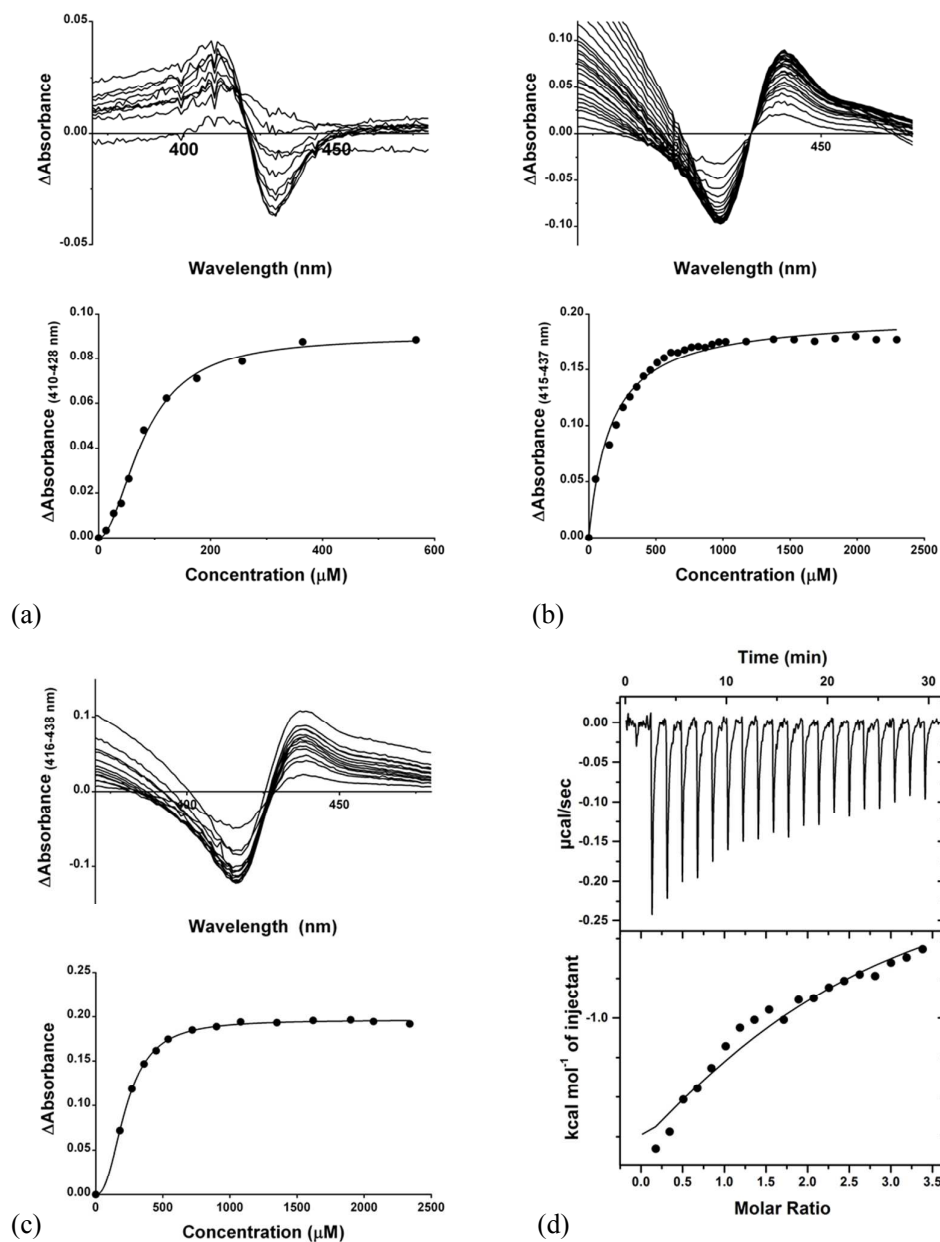 0.05
0.00
-0.05
ΔAbsorbance
400
450
Wavelength (nm)
0.10
0.08
0.06
0.04
0.02
0.00
ΔAbsorbance (410-428 nm)
0 200 400 600
Concentration (μM)
(a)
0.10
0.05
0.00
-0.05
-0.10
ΔAbsorbance
450
Wavelength (nm)
0.20
0.15
0.10
0.05
0.00
ΔAbsorbance (415-437 nm)
0 500 1000 1500 2000 2500
Concentration (μM)
(b)
0.1
0.0
-0.1
ΔAbsorbance (416-438 nm)
400
450
Wavelength (nm)
0.25
0.20
0.15
0.10
0.05
0.00
ΔAbsorbance
0 500 1000 1500 2000 2500
Concentration (μM)
(c)
Time (min)
0 10 20 30
0.00
-0.05
-0.10
-0.15
-0.20
-0.25
μcal/sec
-1.0
kcal mol⁻¹ of injectant
0.0 0.5 1.0 1.5 2.0 2.5 3.0 3.5
Molar Ratio
(d)